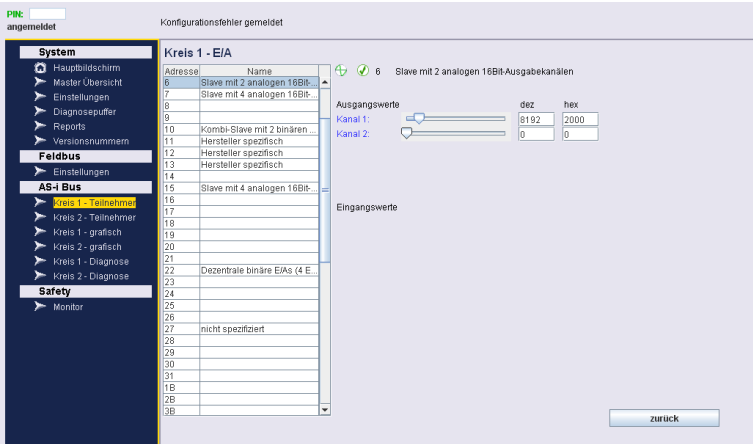 PIN:
angemeldet
Konfigurationsfehler gemeldet
System
Hauptbildschirm
Master Übersicht
Einstellungen
Diagnosepuffer
Reports
Versionsnummern
Feldbus
Einstellungen
AS-i Bus
Kreis 1 - Teilnehmer
Kreis 2 - Teilnehmer
Kreis 1 - grafisch
Kreis 2 - grafisch
Kreis 1 - Diagnose
Kreis 2 - Diagnose
Safety
Monitor
Kreis 1 - E/A
Adresse Name
6 Slave mit 2 analogen 16Bit-...
7 Slave mit 4 analogen 16Bit-...
8
9
10 Kombi-Slave mit 2 binären ...
11 Hersteller spezifisch
12 Hersteller spezifisch
13 Hersteller spezifisch
14
15 Slave mit 4 analogen 16Bit-...
16
17
18
19
20
21
22 Dezentrale binäre E/As (4 E...
23
24
25
26
27 nicht spezifiziert
28
29
30
31
1B
2B
3B
6 Slave mit 2 analogen 16Bit-Ausgabekanälen
Ausgangswerte dez hex
Kanal 1: 8192 2000
Kanal 2: 0 0
Eingangswerte
zurück